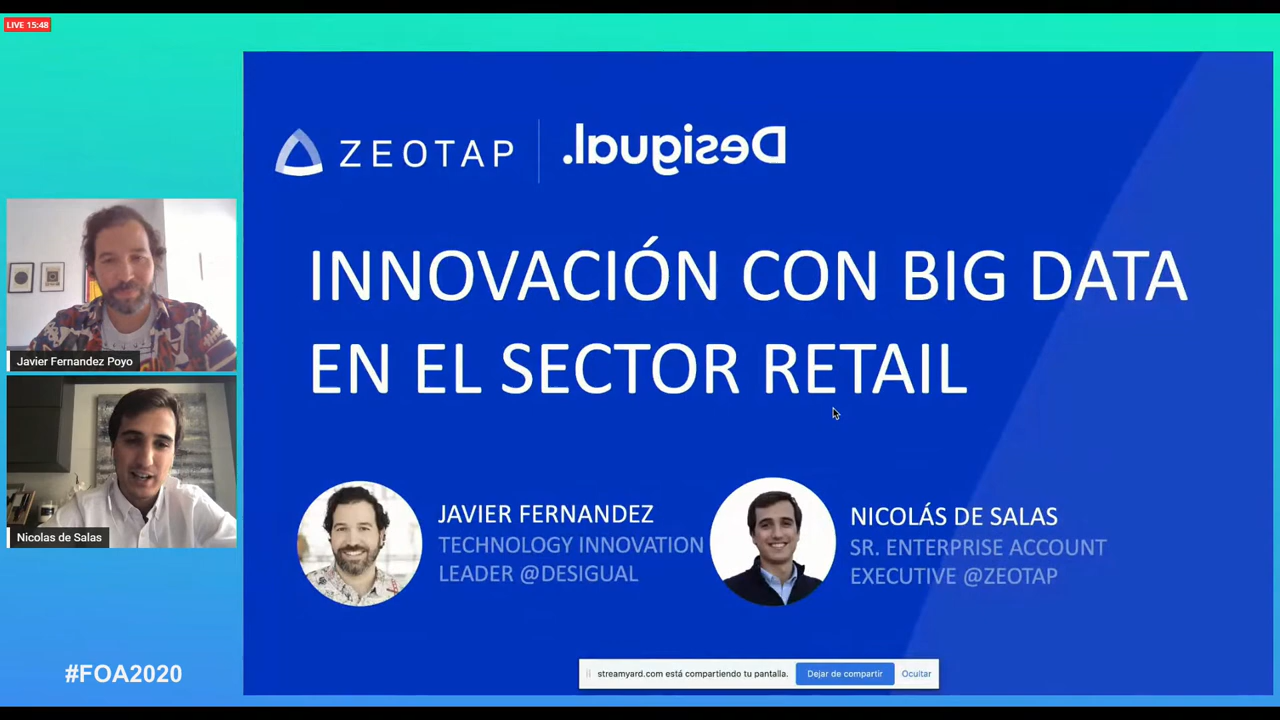 LIVE 15:48
ZEOTAP
Desigual.
INNOVACIÓN CON BIG DATA
EN EL SECTOR RETAIL
Javier Fernandez Poyo
Nicolas de Salas
JAVIER FERNANDEZ
TECHNOLOGY INNOVATION
LEADER @DESIGUAL
NICOLÁS DE SALAS
SR. ENTERPRISE ACCOUNT
EXECUTIVE @ZEOTAP
#FOA2020
streamyard.com está compartiendo tu pantalla.
Dejar de compartir
Ocultar